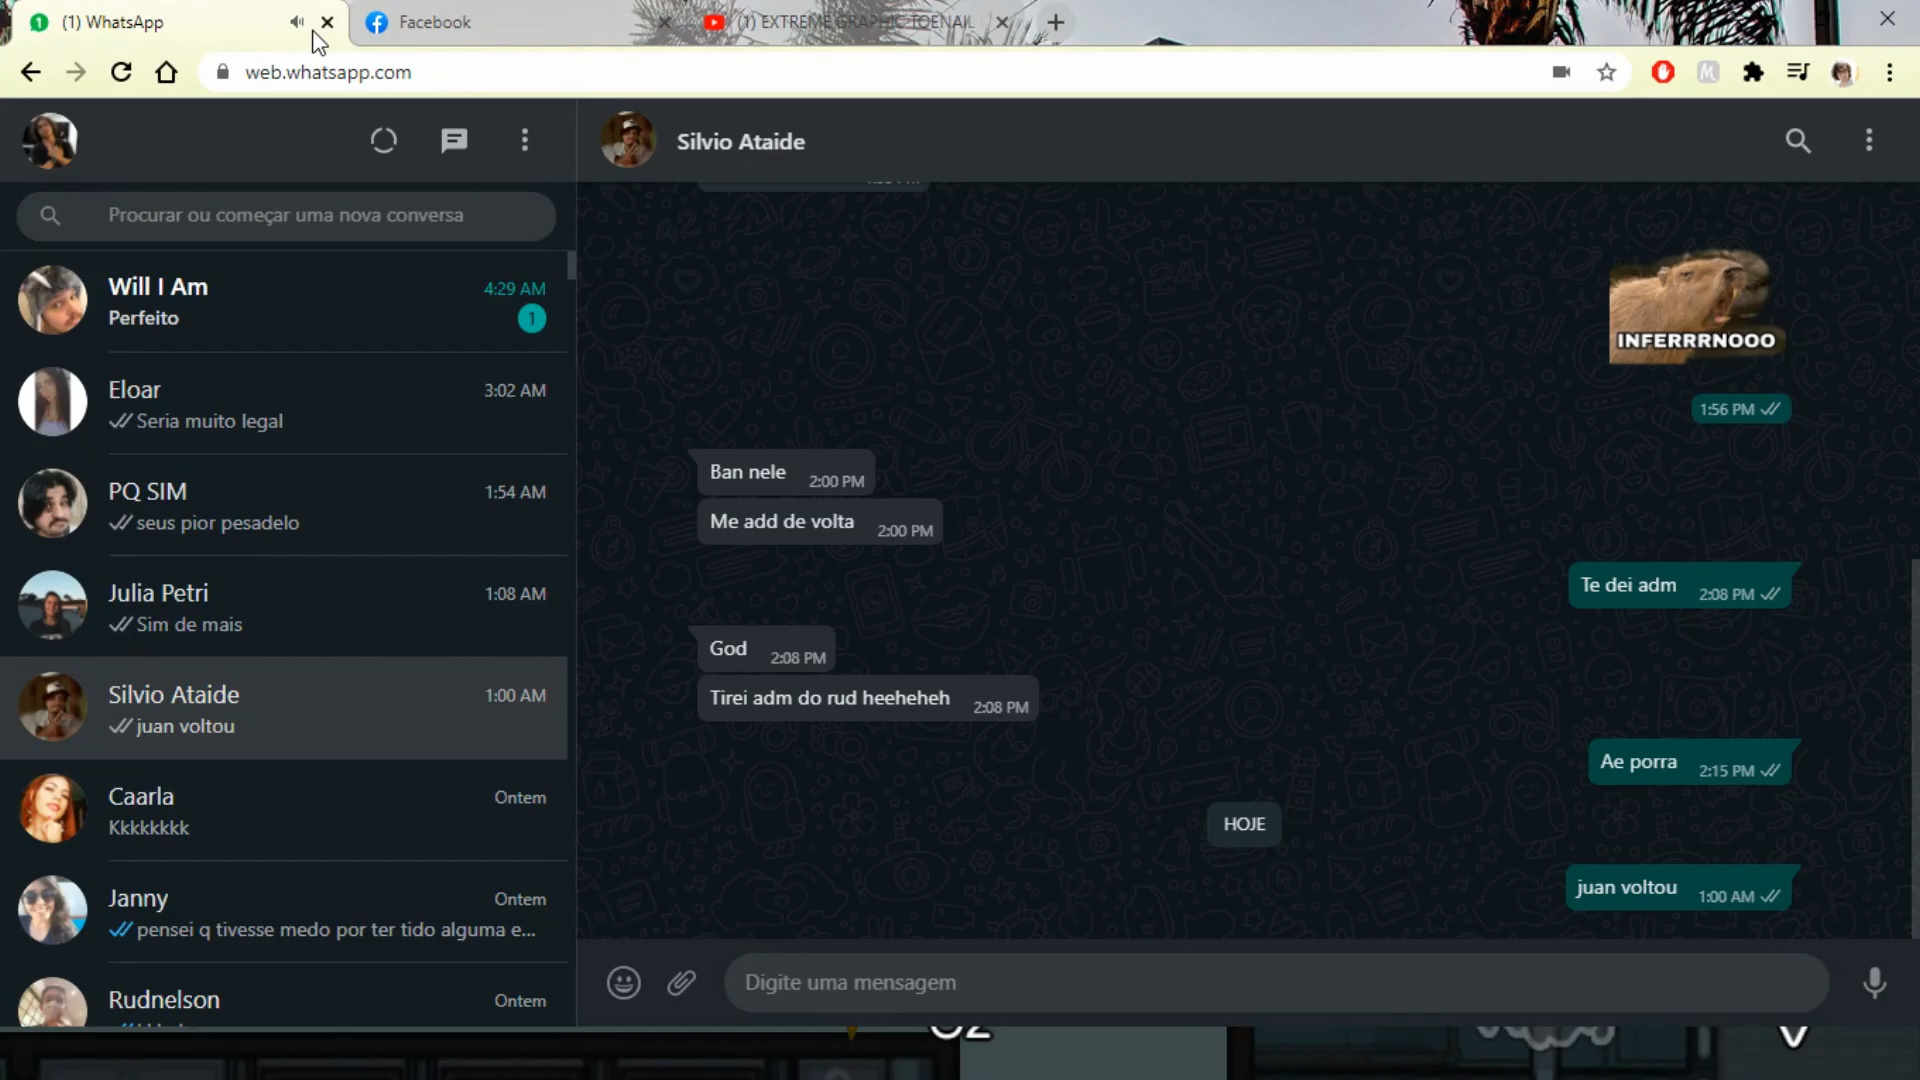 (1) WhatsApp
Facebook
(1) EXTREME GRAPHIC TOENAIL
web.whatsapp.com
Silvio Ataide
Procurar ou começar uma nova conversa
Will I Am
4:29 AM
Perfeito
1
Eloar
3:02 AM
Seria muito legal
PQ SIM
1:54 AM
seus pior pesadelo
Julia Petri
1:08 AM
Sim de mais
Silvio Ataide
1:00 AM
juan voltou
Caarla
Ontem
Kkkkkkkk
Janny
Ontem
pensei q tivesse medo por ter tido alguma e...
Rudnelson
Ontem
INFERRRNOOO
1:56 PM
Ban nele 2:00 PM
Me add de volta 2:00 PM
Te dei adm 2:08 PM
God 2:08 PM
Tirei adm do rud heeheheh 2:08 PM
Ae porra 2:15 PM
HOJE
juan voltou 1:00 AM
Digite uma mensagem